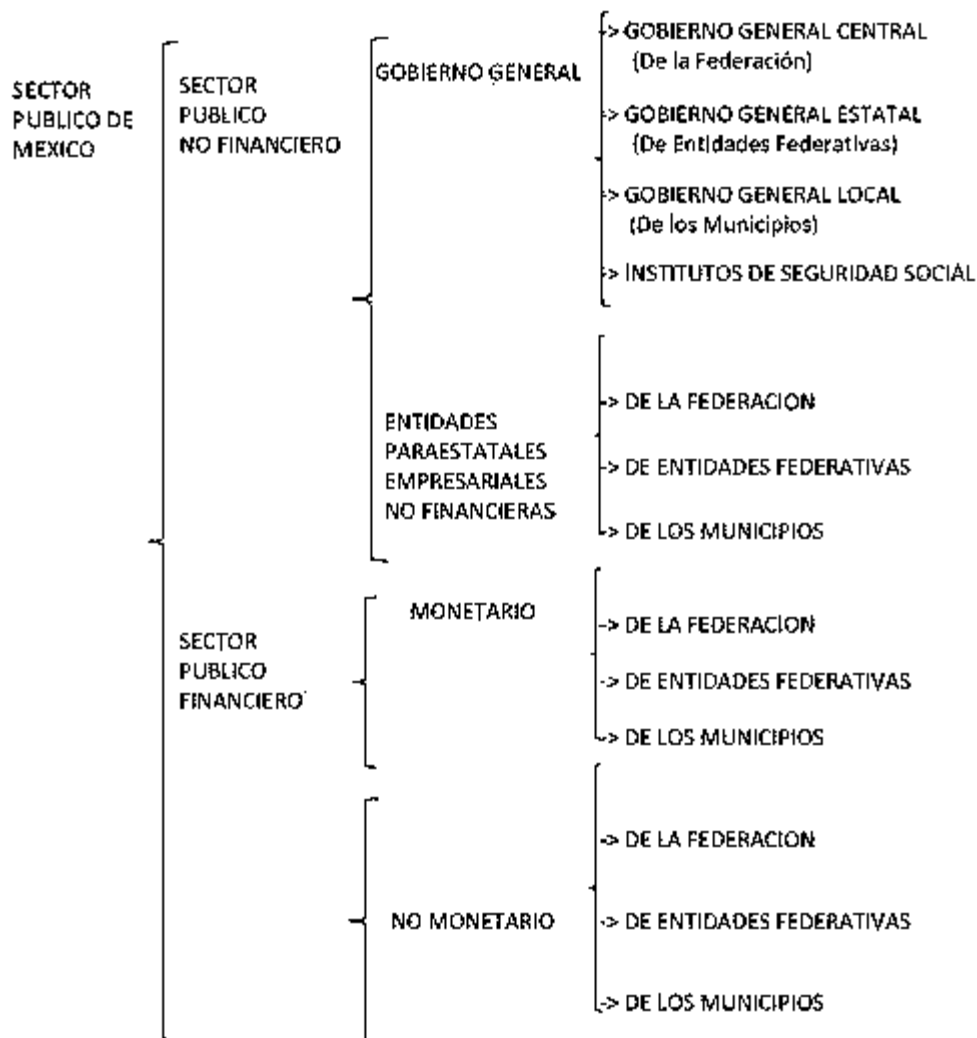 SECTOR
PUBLICO DE
MEXICO
SECTOR
PUBLICO
NO FINANCIERO
GOBIERNO GENERAL
-> GOBIERNO GENERAL CENTRAL
(De la Federación)
-> GOBIERNO GENERAL ESTATAL
(De Entidades Federativas)
-> GOBIERNO GENERAL LOCAL
(De los Municipios)
-> INSTITUTOS DE SEGURIDAD SOCIAL
ENTIDADES
PARAESTATALES
EMPRESARIALES
NO FINANCIERAS
-> DE LA FEDERACION
-> DE ENTIDADES FEDERATIVAS
-> DE LOS MUNICIPIOS
SECTOR
PUBLICO
FINANCIERO
MONETARIO
-> DE LA FEDERACION
-> DE ENTIDADES FEDERATIVAS
-> DE LOS MUNICIPIOS
NO MONETARIO
-> DE LA FEDERACION
-> DE ENTIDADES FEDERATIVAS
-> DE LOS MUNICIPIOS